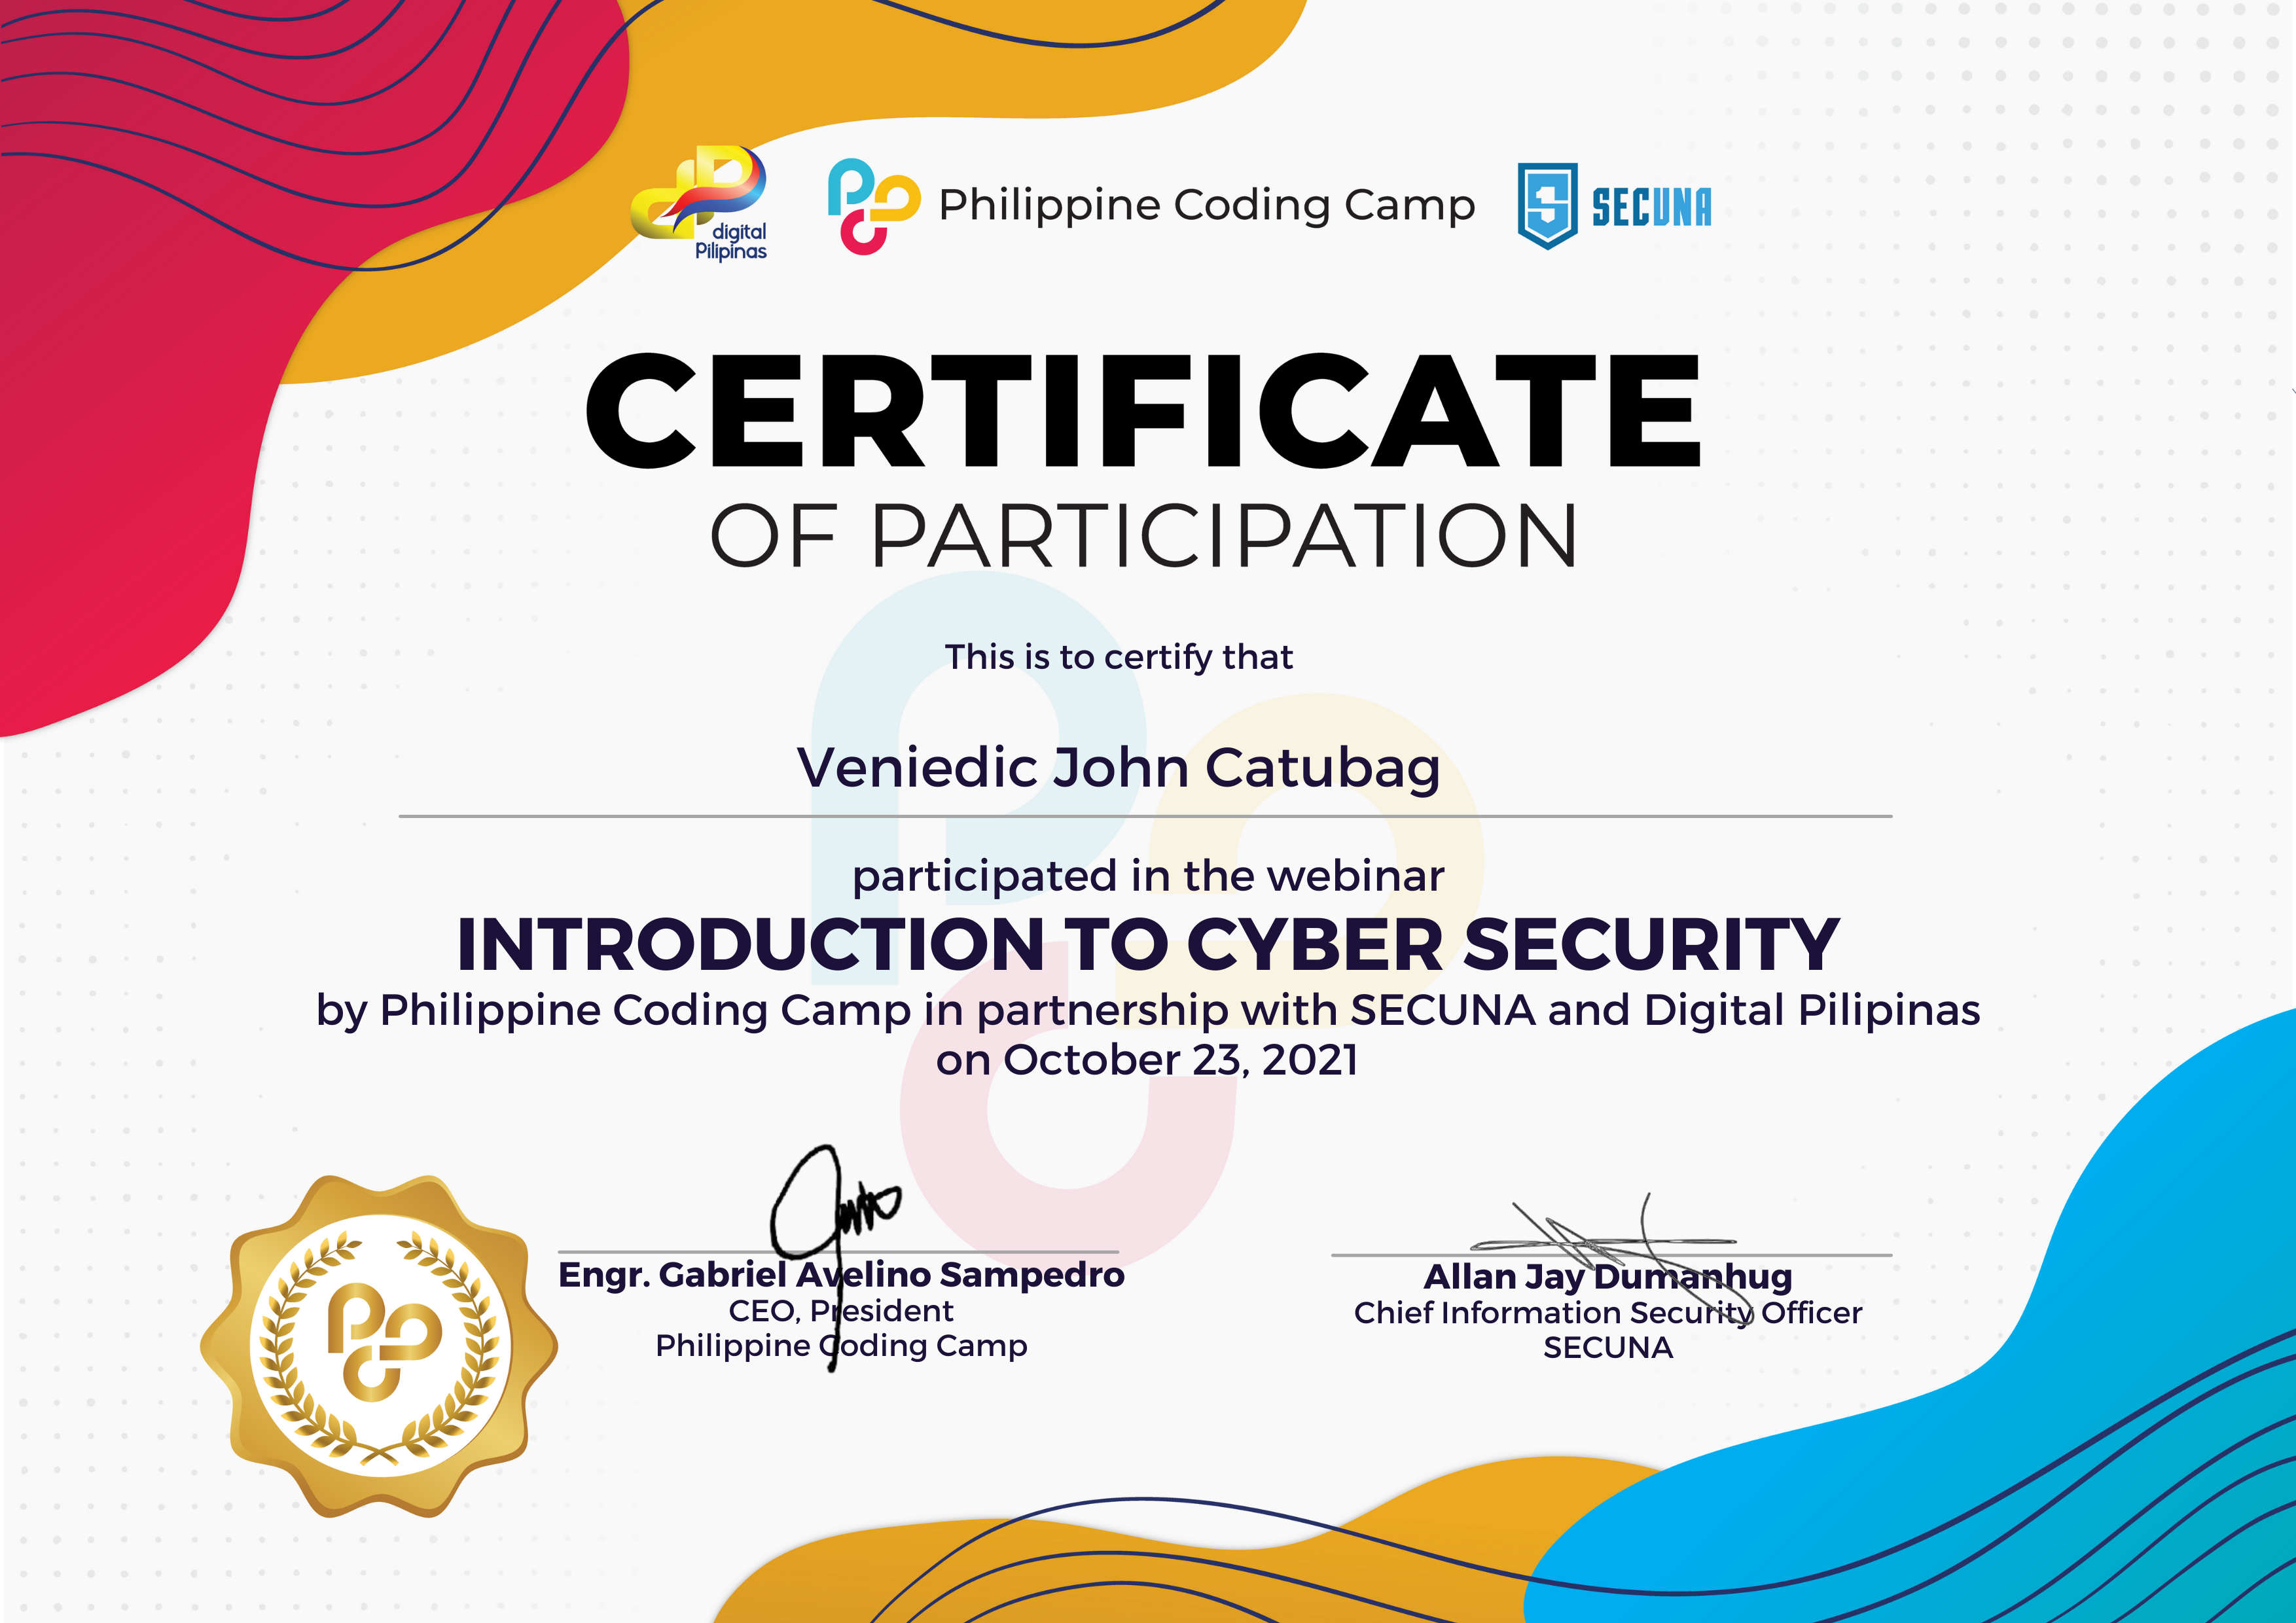 digital
Pilipinas
Philippine Coding Camp
SECUNA
CERTIFICATE
OF PARTICIPATION
This is to certify that
Veniedic John Catubag
participated in the webinar
INTRODUCTION TO CYBER SECURITY
by Philippine Coding Camp in partnership with SECUNA and Digital Pilipinas
on October 23, 2021
Engr. Gabriel Avelino Sampedro
CEO, President
Philippine Coding Camp
Allan Jay Dumanhug
Chief Information Security Officer
SECUNA